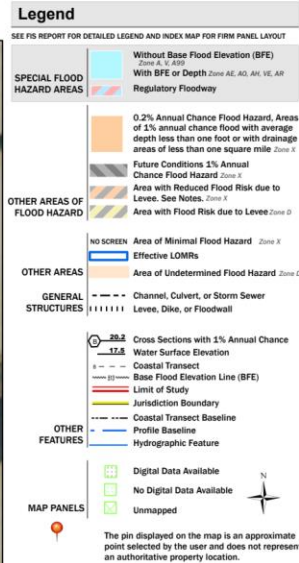 Legend
SEE FIS REPORT FOR DETAILED LEGEND AND INDEX MAP FOR FIRM PANEL LAYOUT
SPECIAL FLOOD
HAZARD AREAS
Without Base Flood Elevation (BFE)
Zone A, V, A99
With BFE or Depth Zone AE, AO, AH, VE, AR
Regulatory Floodway
OTHER AREAS OF
FLOOD HAZARD
0.2% Annual Chance Flood Hazard, Areas
of 1% annual chance flood with average
depth less than one foot or with drainage
areas of less than one square mile Zone X
Future Conditions 1% Annual
Chance Flood Hazard Zone X
Area with Reduced Flood Risk due to
Levee. See Notes. Zone X
Area with Flood Risk due to Levee Zone D
OTHER AREAS
NO SCREEN Area of Minimal Flood Hazard Zone X
Effective LOMRs
Area of Undetermined Flood Hazard Zone D
GENERAL
STRUCTURES
Channel, Culvert, or Storm Sewer
Levee, Dike, or Floodwall
OTHER
FEATURES
B 20.2 Cross Sections with 1% Annual Chance
17.5 Water Surface Elevation
8 Coastal Transect
Base Flood Elevation Line (BFE)
Limit of Study
Jurisdiction Boundary
Coastal Transect Baseline
Profile Baseline
Hydrographic Feature
MAP PANELS
Digital Data Available
No Digital Data Available
Unmapped
N
The pin displayed on the map is an approximate
point selected by the user and does not represent
an authoritative property location.